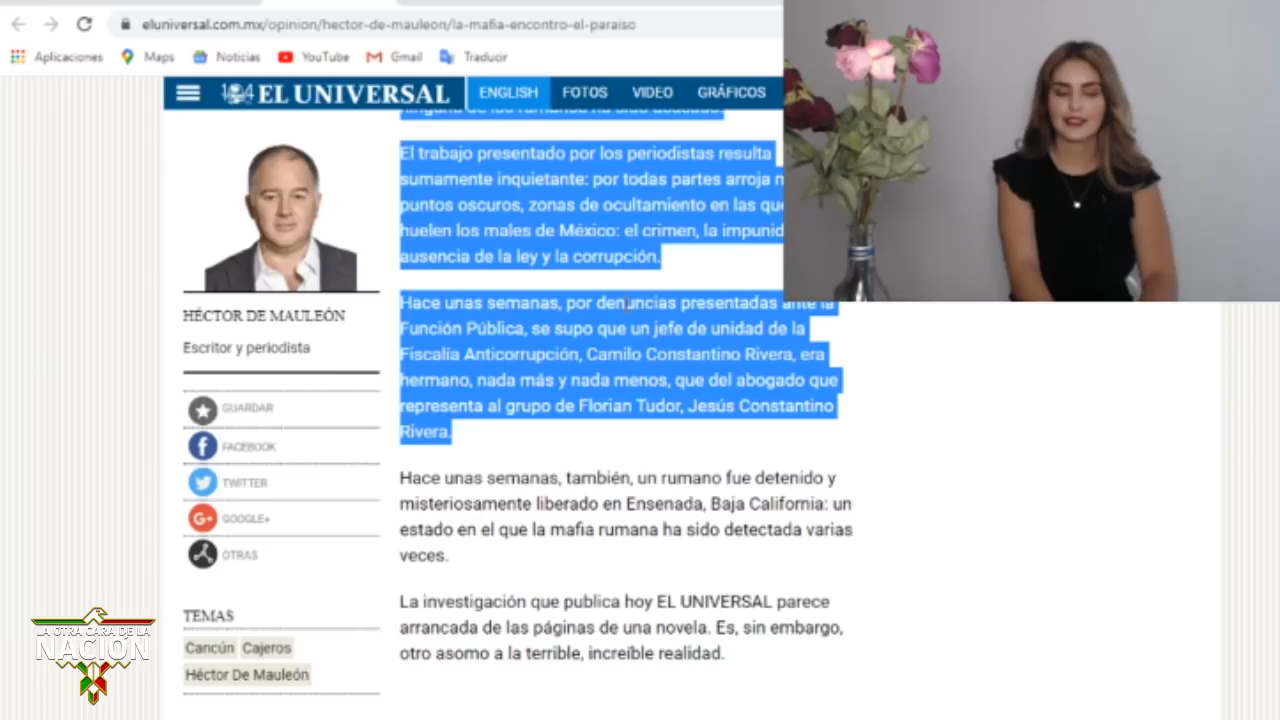 eluniversal.com.mx/opinion/hector-de-mauleon/la-mafia-encontro-el-paraiso
Aplicaciones Maps Noticias YouTube Gmail Traducir
EL UNIVERSAL ENGLISH FOTOS VIDEO GRÁFICOS
El trabajo presentado por los periodistas resulta
sumamente inquietante: por todas partes arroja
puntos oscuros, zonas de ocultamiento en las que
huelen los males de México: el crimen, la
ausencia de la ley y la corrupción.
Hace unas semanas, por denuncias presentadas ante la
Función Pública, se supo que un jefe de unidad de la
Fiscalía Anticorrupción, Camilo Constantino Rivera, era
hermano, nada más y nada menos, que del abogado que
representa al grupo de Florian Tudor, Jesús Constantino
Rivera.
Hace unas semanas, también, un rumano fue detenido y
misteriosamente liberado en Ensenada, Baja California: un
estado en el que la mafia rumana ha sido detectada varias
veces.
La investigación que publica hoy EL UNIVERSAL parece
arrancada de las páginas de una novela. Es, sin embargo,
otro asomo a la terrible, increíble realidad.
HÉCTOR DE MAULEÓN
Escritor y periodista
GUARDAR
FACEBOOK
TWITTER
GOOGLE+
OTRAS
TEMAS
Cancún Cajeros
Héctor De Mauleón
LA OTRA CARA DE LA
NACIÓN